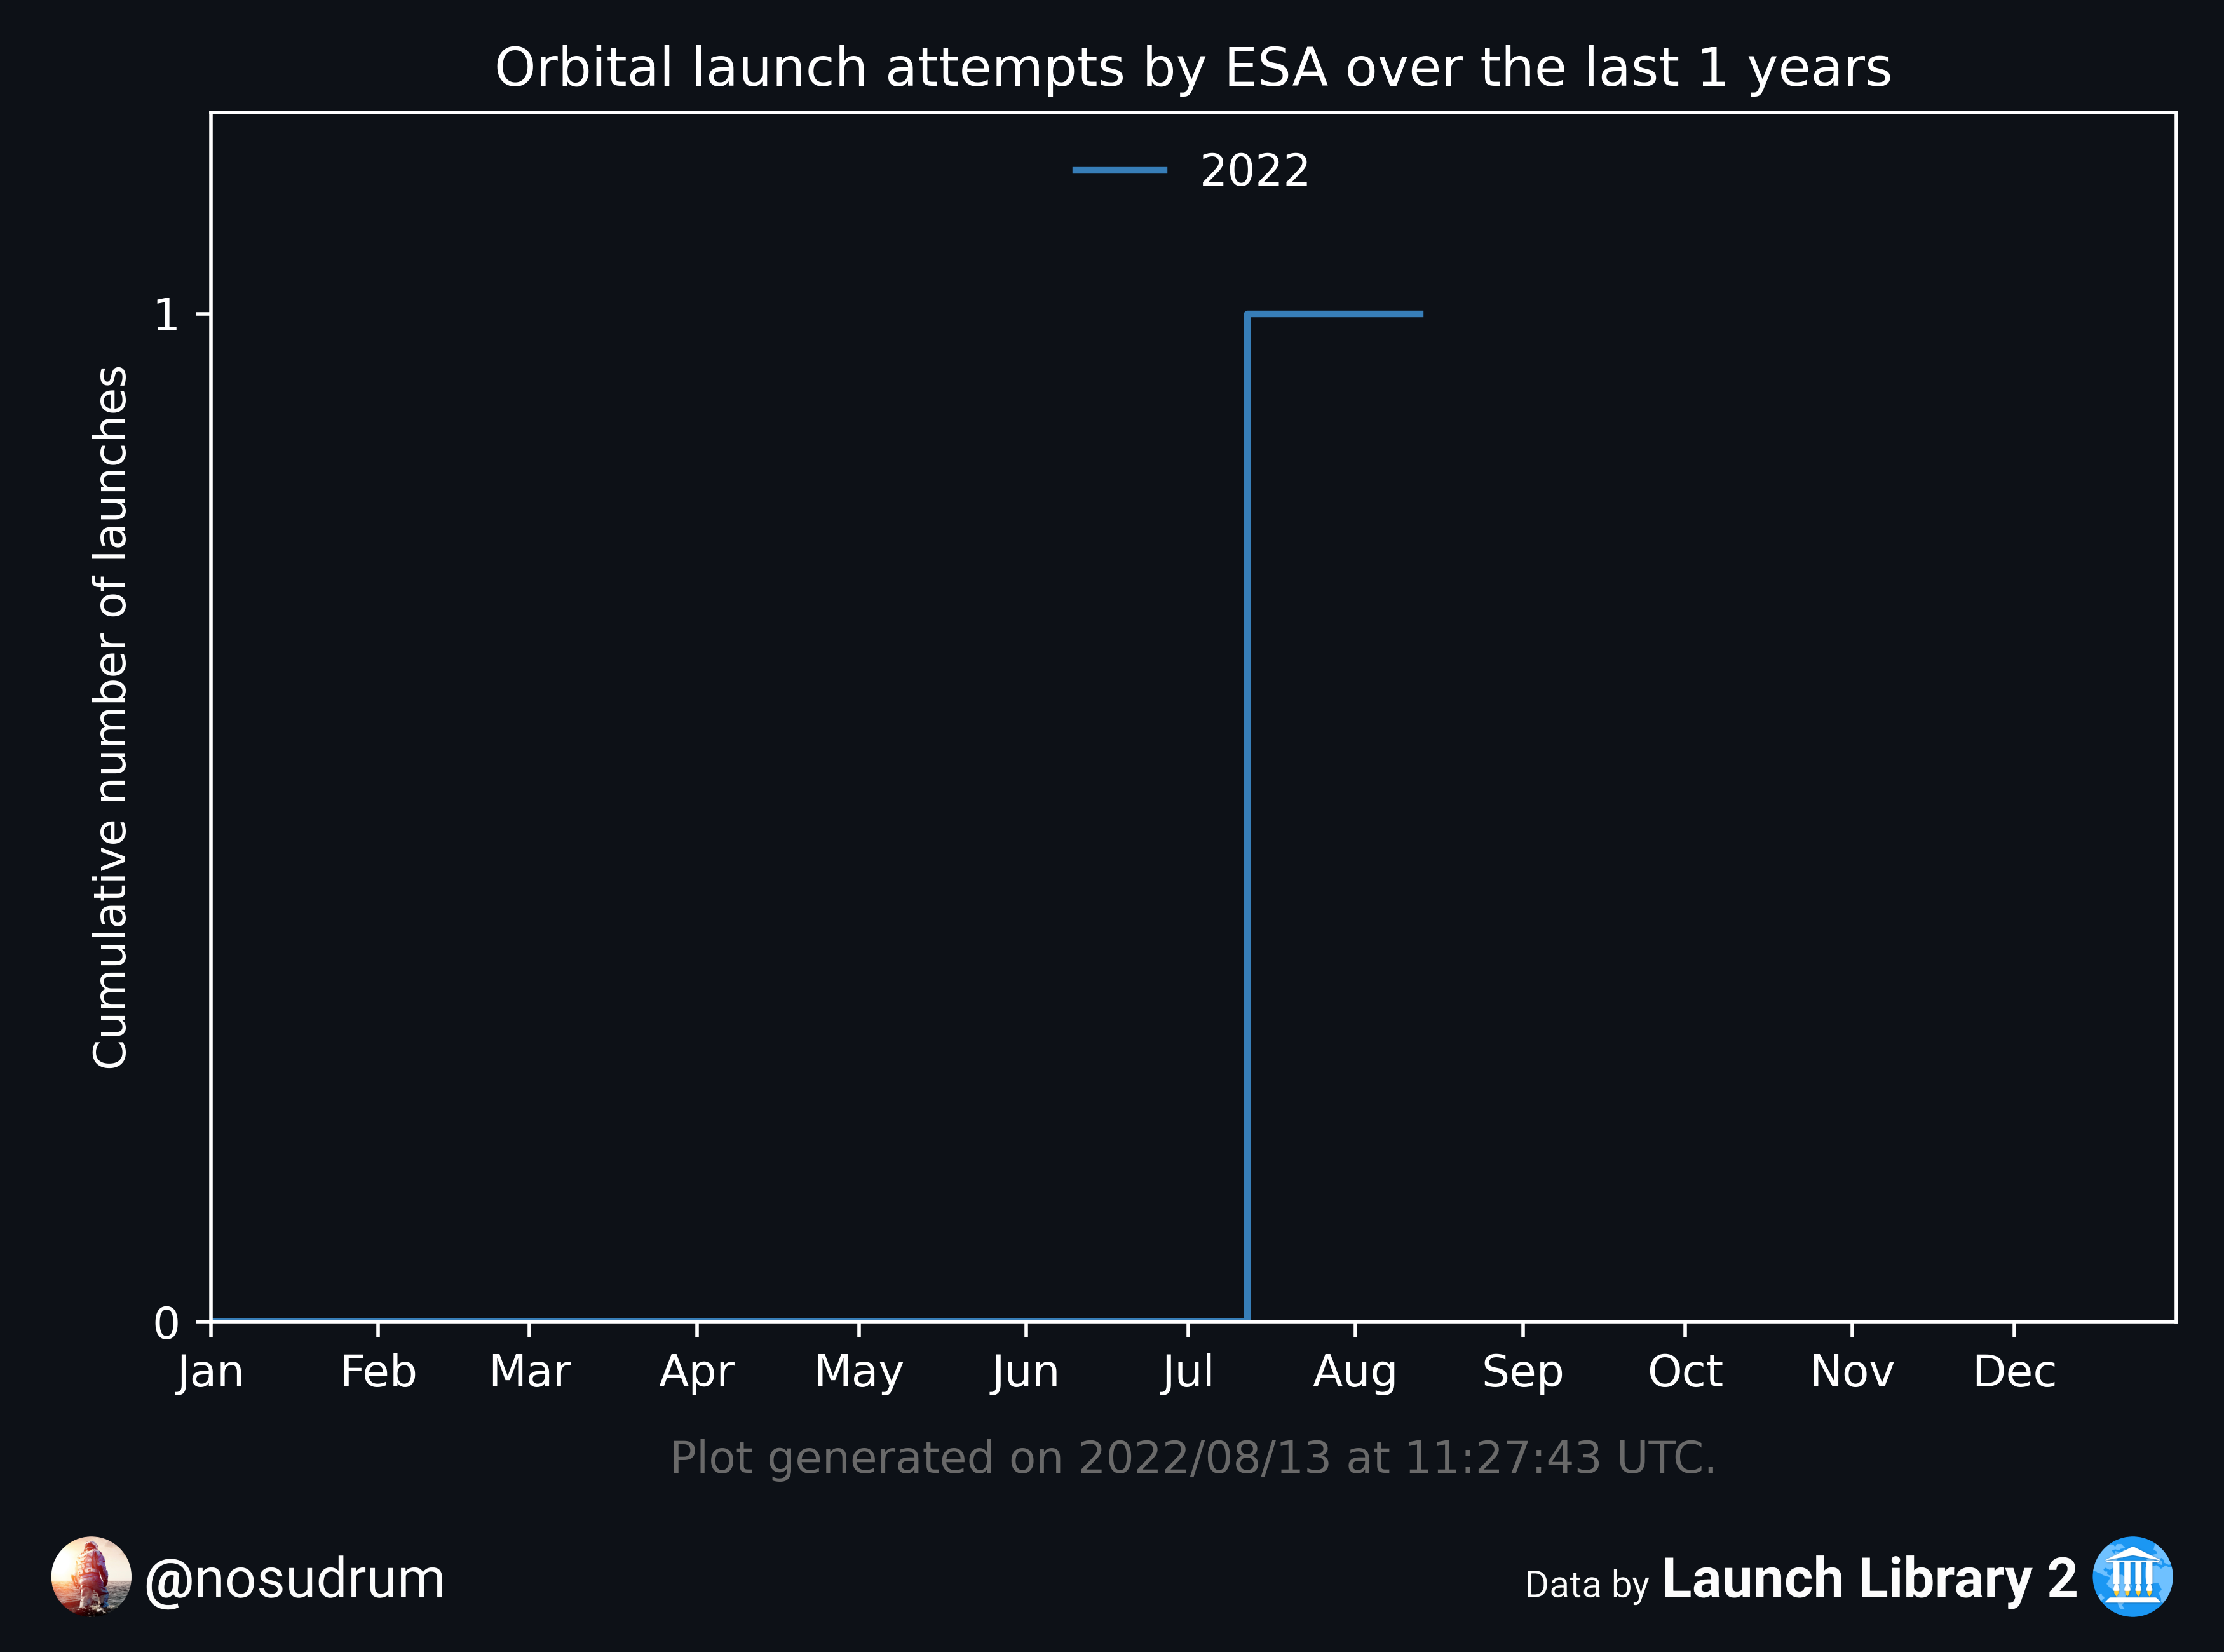 Orbital launch attempts by ESA over the last 1 years
2022
1
Cumulative number of launches
0
Jan Feb Mar Apr May Jun Jul Aug Sep Oct Nov Dec
Plot generated on 2022/08/13 at 11:27:43 UTC.
@nosudrum
Data by Launch Library 2